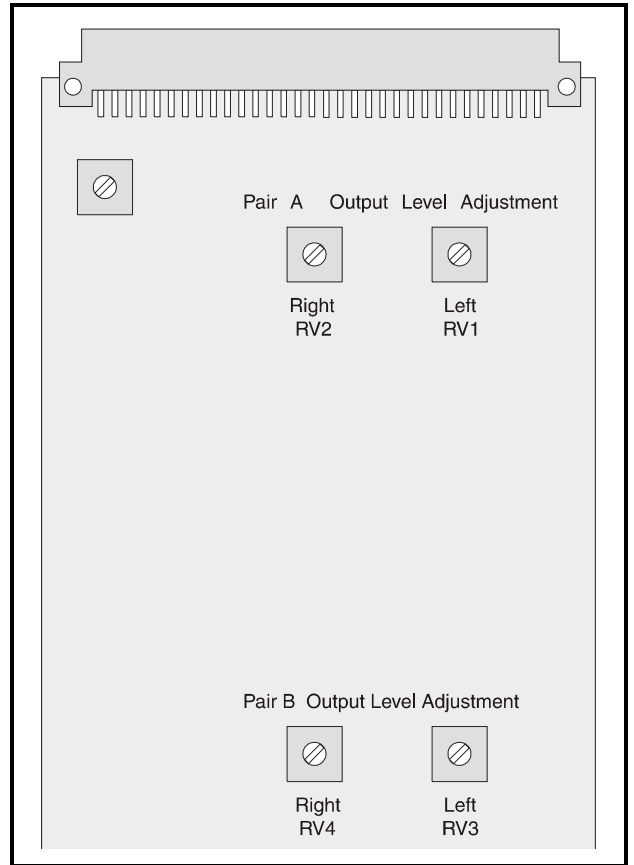 Pair A Output Level Adjustment
Right Left
RV2 RV1
Pair B Output Level Adjustment
Right Left
RV4 RV3